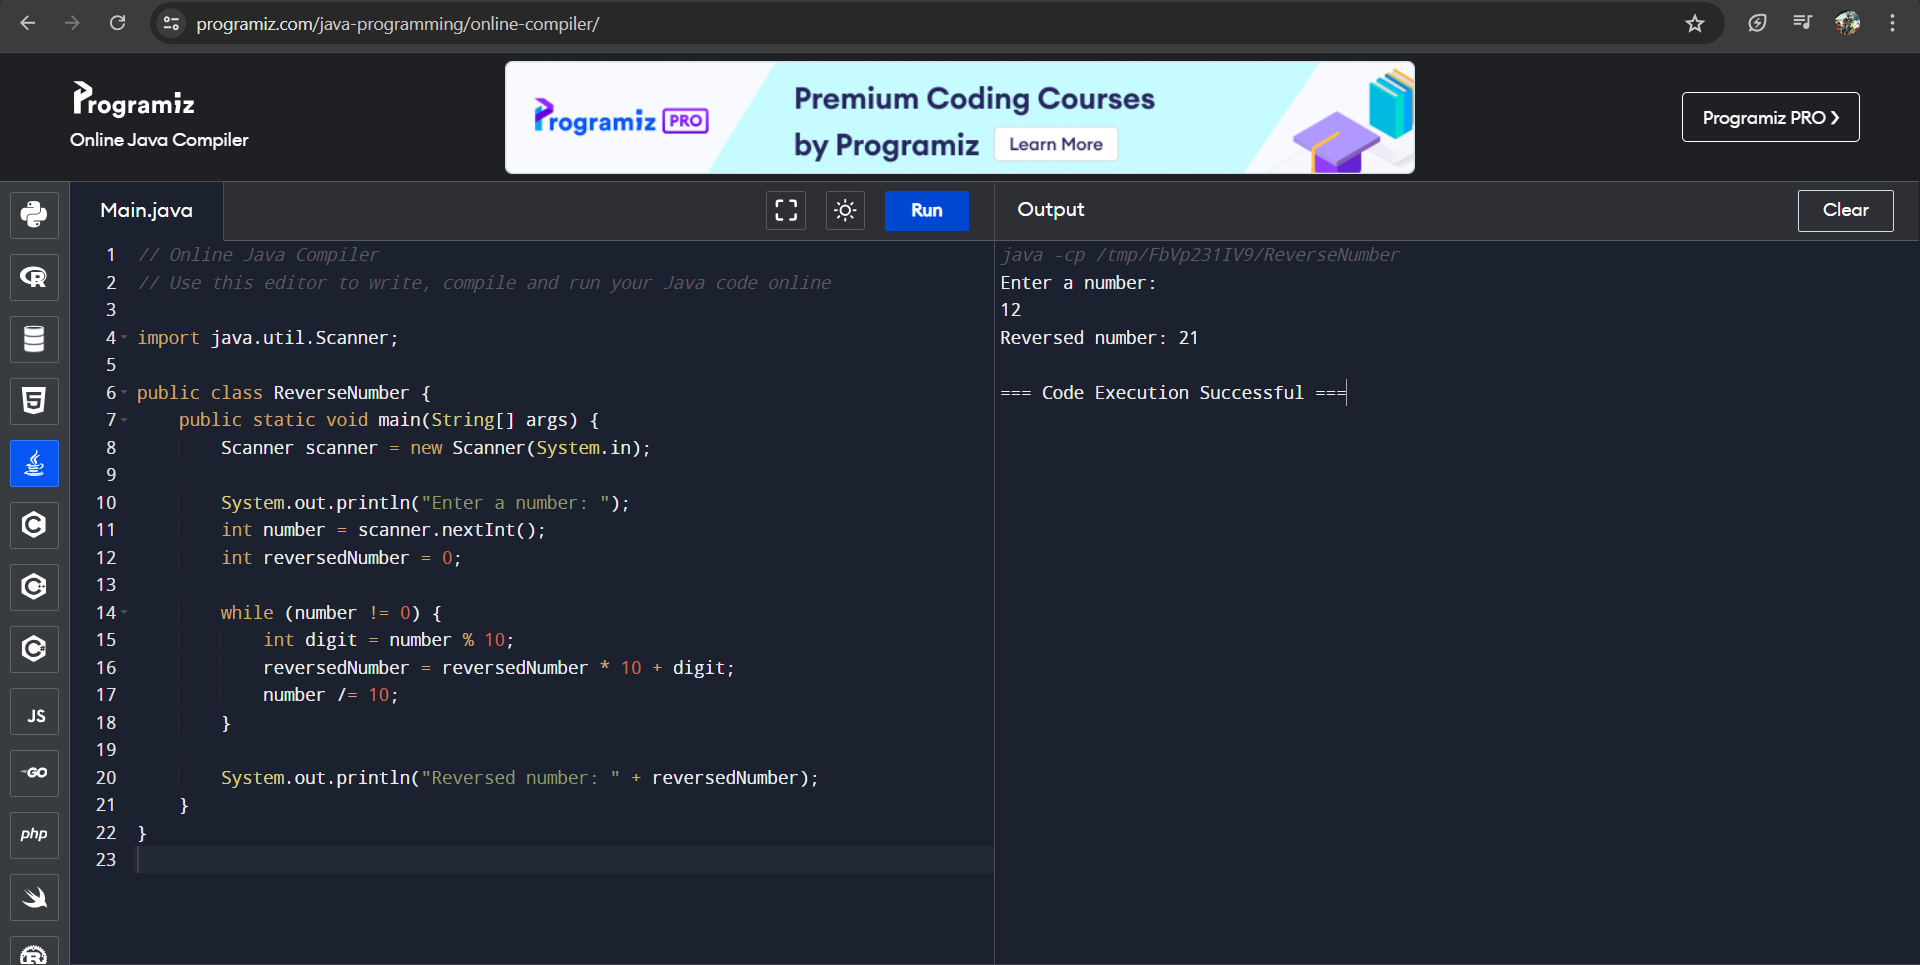 programiz.com/java-programming/online-compiler/
Programiz
Online Java Compiler
Programiz PRO
Premium Coding Courses
by Programiz
Learn More
Programiz PRO
Main.java
Run
Output
Clear
1 // Online Java Compiler
2 // Use this editor to write, compile and run your Java code online
3
4 import java.util.Scanner;
5
6 public class ReverseNumber {
7     public static void main(String[] args) {
8         Scanner scanner = new Scanner(System.in);
9
10         System.out.println("Enter a number: ");
11         int number = scanner.nextInt();
12         int reversedNumber = 0;
13
14         while (number != 0) {
15             int digit = number % 10;
16             reversedNumber = reversedNumber * 10 + digit;
17             number /= 10;
18         }
19
20         System.out.println("Reversed number: " + reversedNumber);
21     }
22 }
23
java -cp /tmp/FbVp231IV9/ReverseNumber
Enter a number:
12
Reversed number: 21
=== Code Execution Successful ===
R
5
C
C
C
JS
GO
php
R